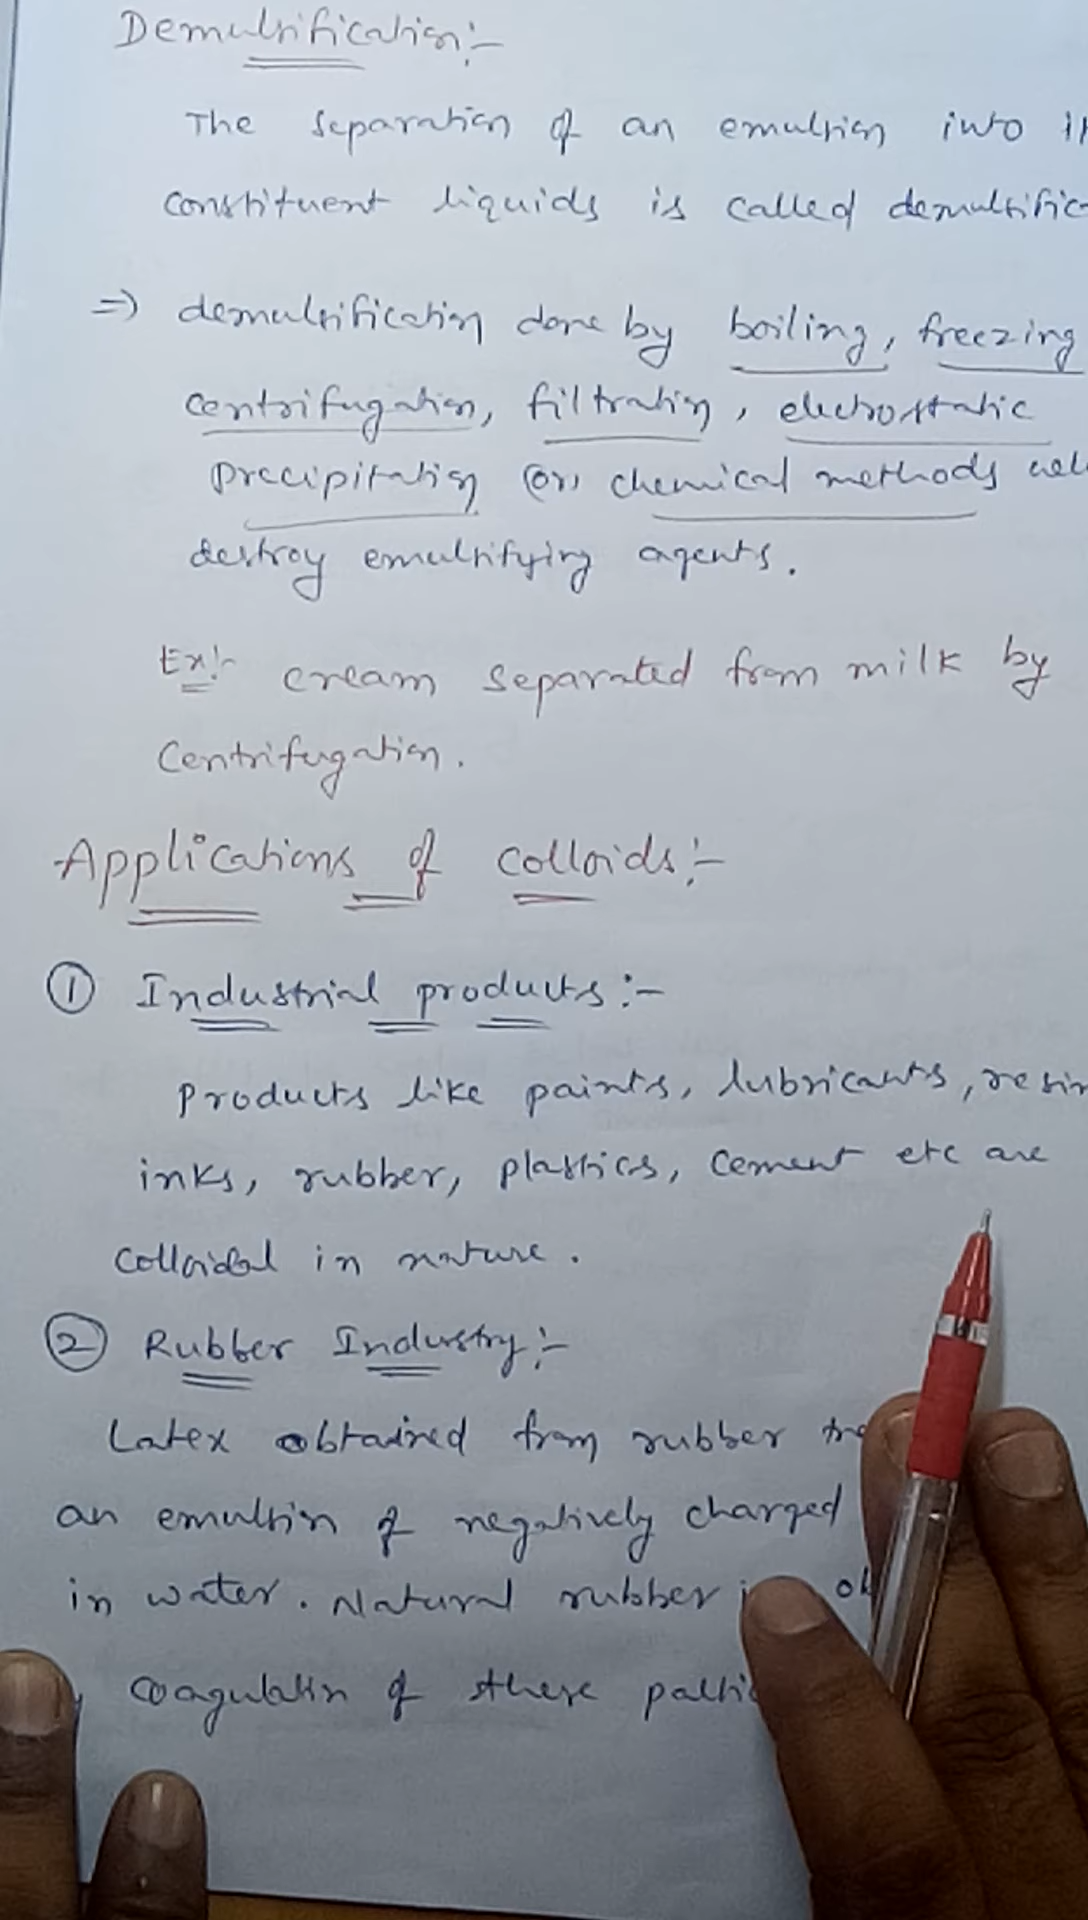 Demulsification:-
The separation of an emulsion into
constituent liquids is called demulsific
=> demulsification done by boiling, freezing
centrifugation, filtration, electrostatic
precipitation (or) chemical methods
destroy emulsifying agents.
Ex:- cream separated from milk by
centrifugation.
Applications of colloids:-
① Industrial products:-
Products like paints, lubricants, resin
inks, rubber, plastics, cement etc are
colloidal in nature.
② Rubber Industry:-
Latex obtained from rubber
an emulsion of negatively charged
in water. Natural rubber
coagulation of these